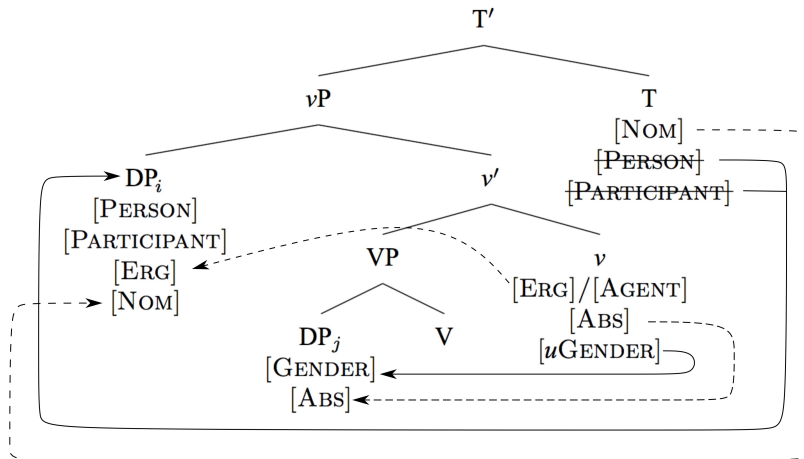 T′
vP T
[NOM]
[PERSON]
[PARTICIPANT]
DPi v′
[PERSON]
[PARTICIPANT]
[ERG]
[NOM]
VP v
[ERG]/[AGENT]
[ABS]
[uGENDER]
DPj V
[GENDER]
[ABS]